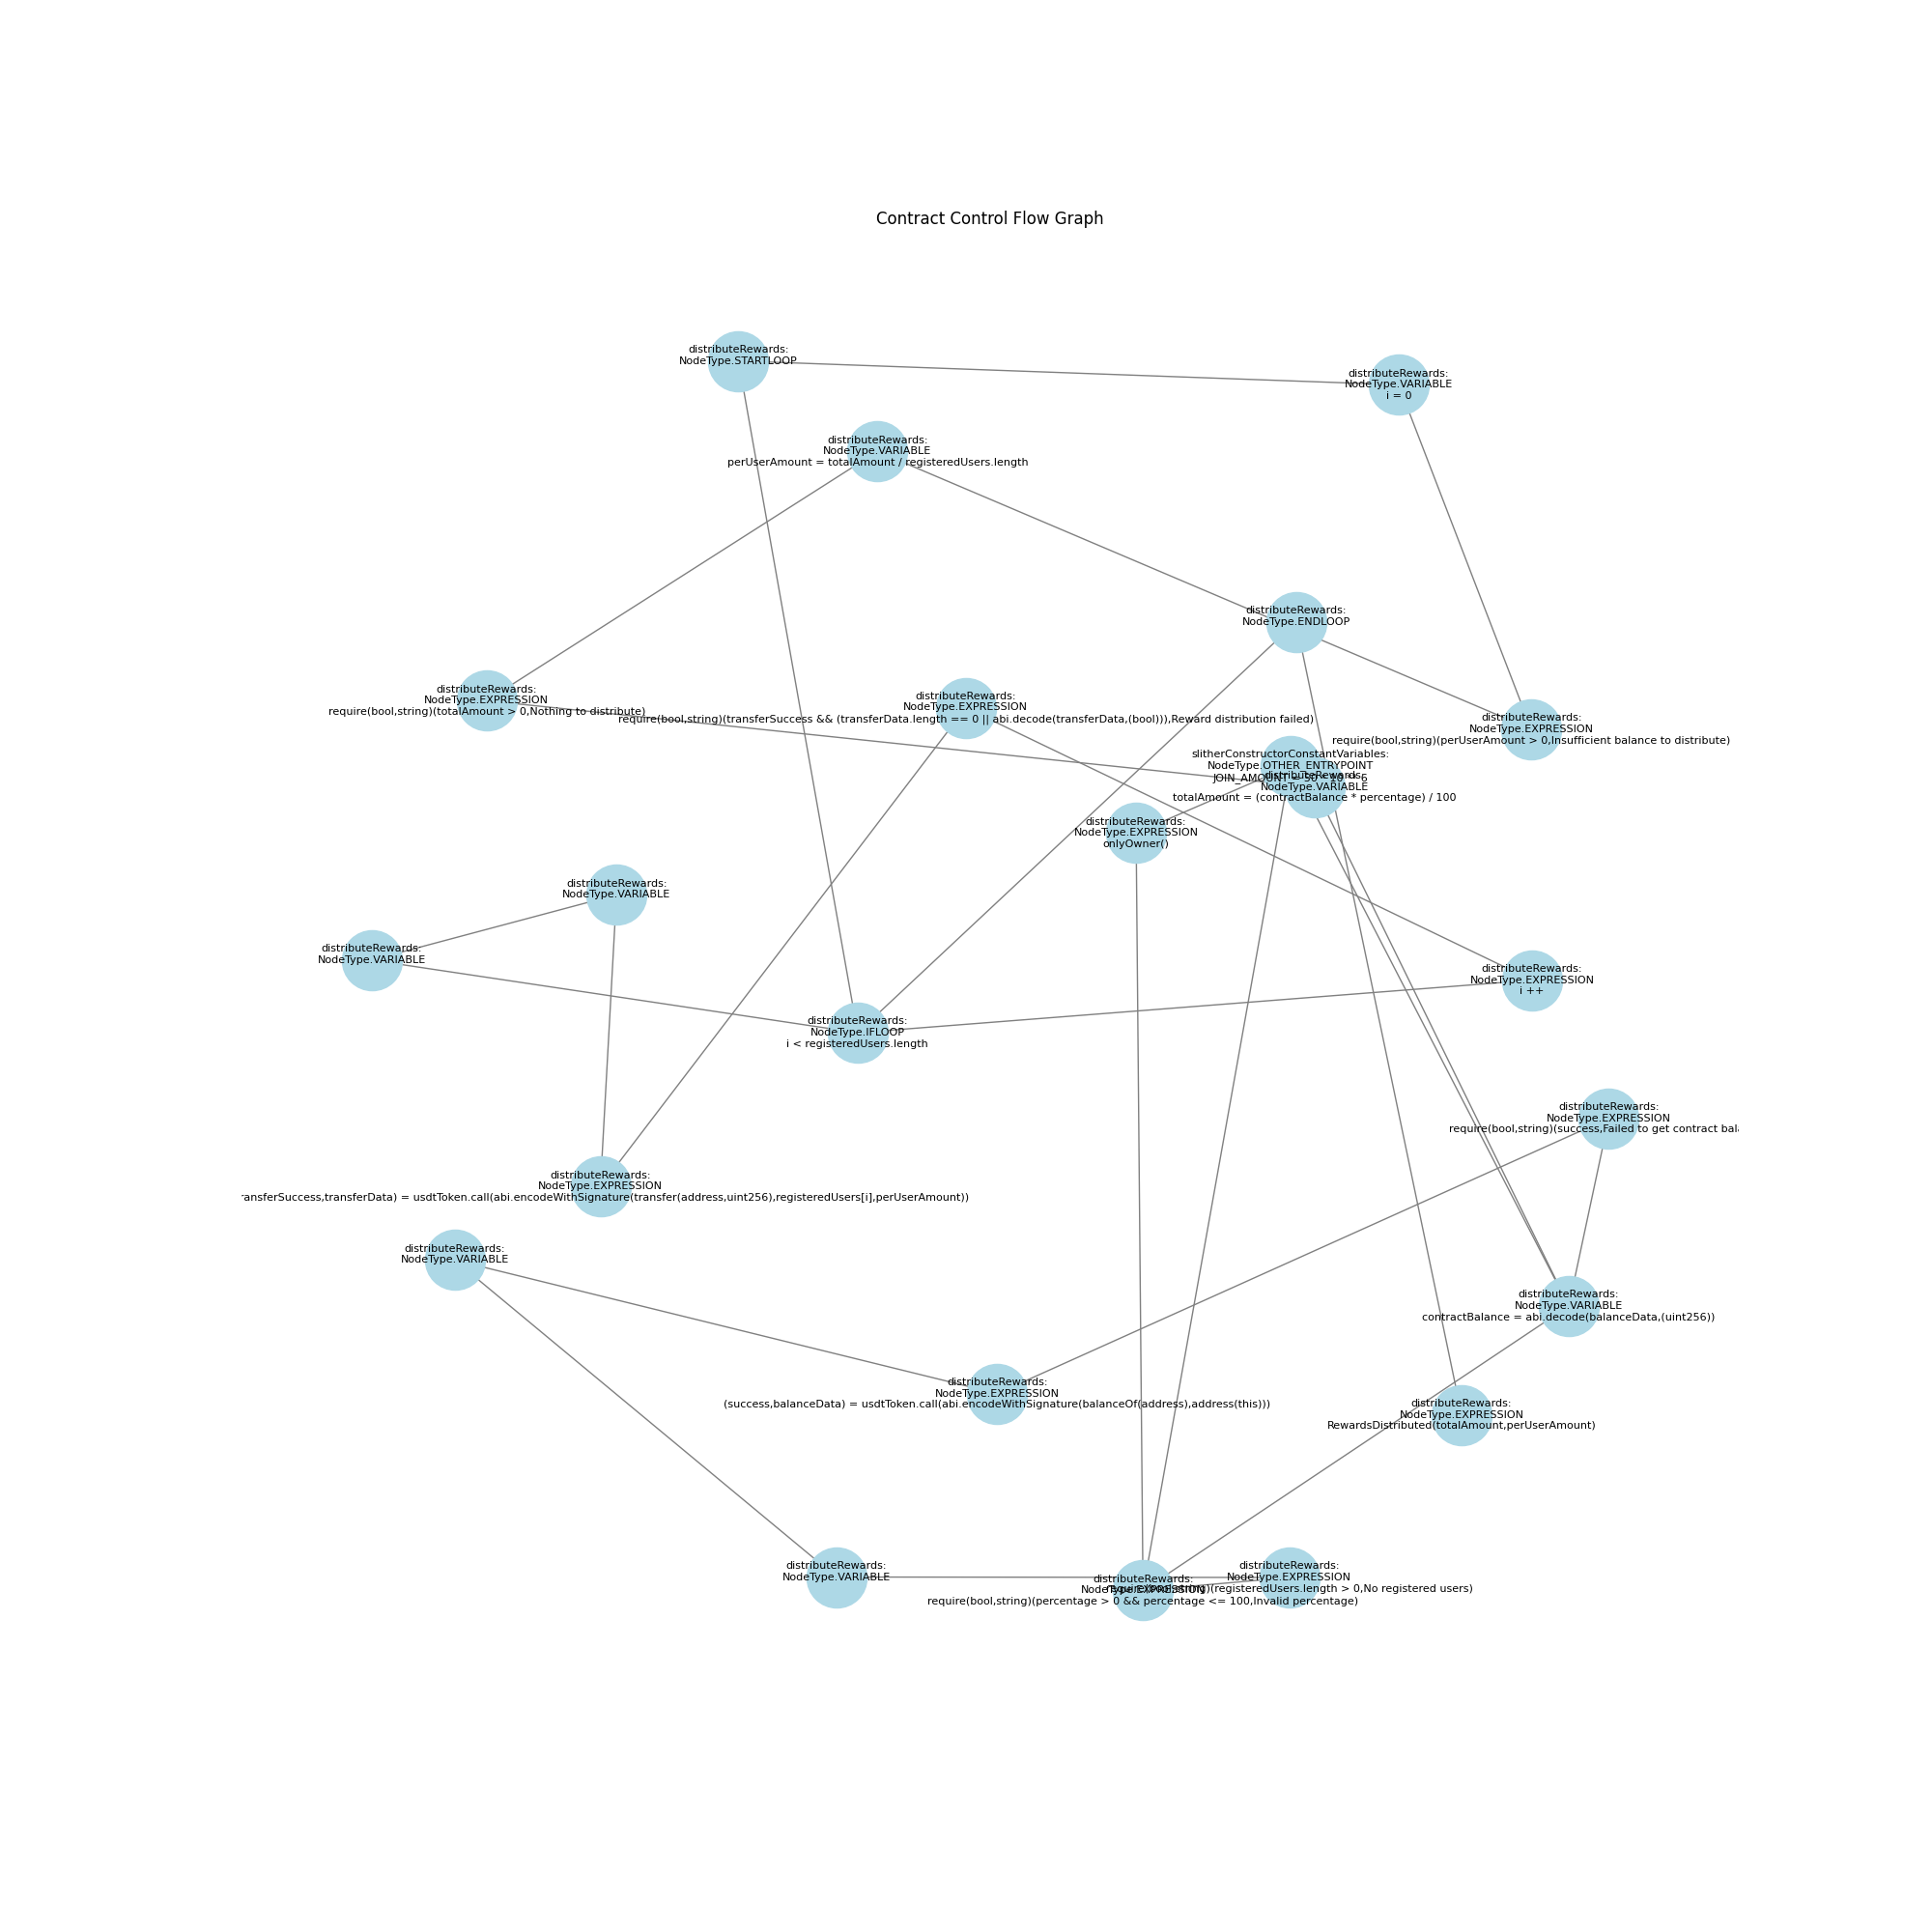 Contract Control Flow Graph
distributeRewards:
NodeType.STARTLOOP
distributeRewards:
NodeType.VARIABLE
i = 0
distributeRewards:
NodeType.VARIABLE
perUserAmount = totalAmount / registeredUsers.length
distributeRewards:
NodeType.ENDLOOP
distributeRewards:
NodeType.EXPRESSION
require(bool,string)(totalAmount > 0,Nothing to distribute)
distributeRewards:
NodeType.EXPRESSION
require(bool,string)(transferSuccess && (transferData.length == 0 || abi.decode(transferData,(bool))),Reward distribution failed)
distributeRewards:
NodeType.EXPRESSION
require(bool,string)(perUserAmount > 0,Insufficient balance to distribute)
slitherConstructorConstantVariables:
NodeType.OTHER_ENTRYPOINT
JOIN_AMOUNT = 50 * 10 ** 6
distributeRewards:
NodeType.VARIABLE
totalAmount = (contractBalance * percentage) / 100
distributeRewards:
NodeType.EXPRESSION
onlyOwner()
distributeRewards:
NodeType.VARIABLE
distributeRewards:
NodeType.VARIABLE
distributeRewards:
NodeType.EXPRESSION
i ++
distributeRewards:
NodeType.IFLOOP
i < registeredUsers.length
distributeRewards:
NodeType.EXPRESSION
require(bool,string)(success,Failed to get contract bala
distributeRewards:
NodeType.EXPRESSION
ransferSuccess,transferData) = usdtToken.call(abi.encodeWithSignature(transfer(address,uint256),registeredUsers[i],perUserAmount))
distributeRewards:
NodeType.VARIABLE
distributeRewards:
NodeType.VARIABLE
contractBalance = abi.decode(balanceData,(uint256))
distributeRewards:
NodeType.EXPRESSION
(success,balanceData) = usdtToken.call(abi.encodeWithSignature(balanceOf(address),address(this)))
distributeRewards:
NodeType.EXPRESSION
RewardsDistributed(totalAmount,perUserAmount)
distributeRewards:
NodeType.VARIABLE
distributeRewards:
NodeType.EXPRESSION
require(bool,string)(percentage > 0 && percentage <= 100,Invalid percentage)
distributeRewards:
NodeType.EXPRESSION
require(bool,string)(registeredUsers.length > 0,No registered users)